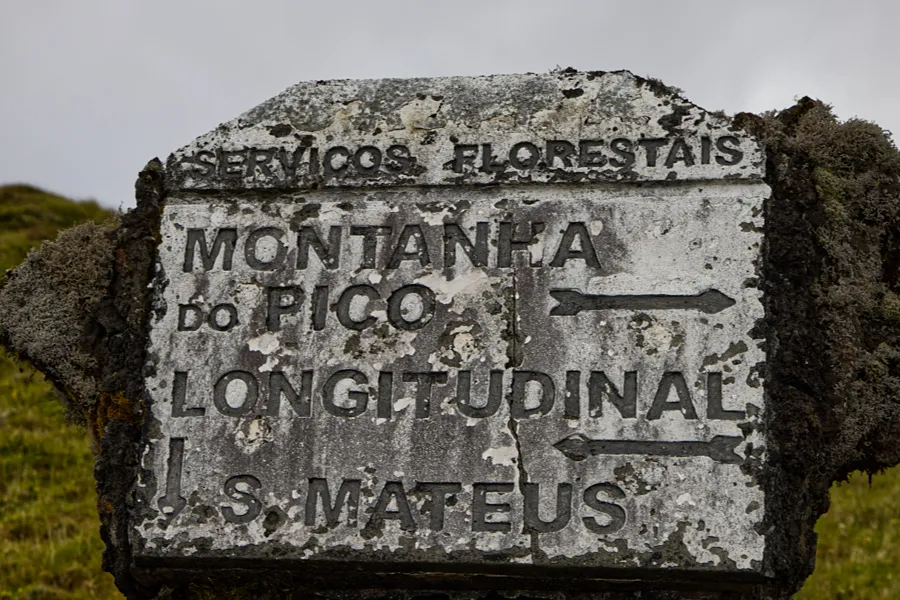 SERVIÇOS FLORESTAIS
MONTANHA
DO PICO
LONGITUDINAL
S. MATEUS